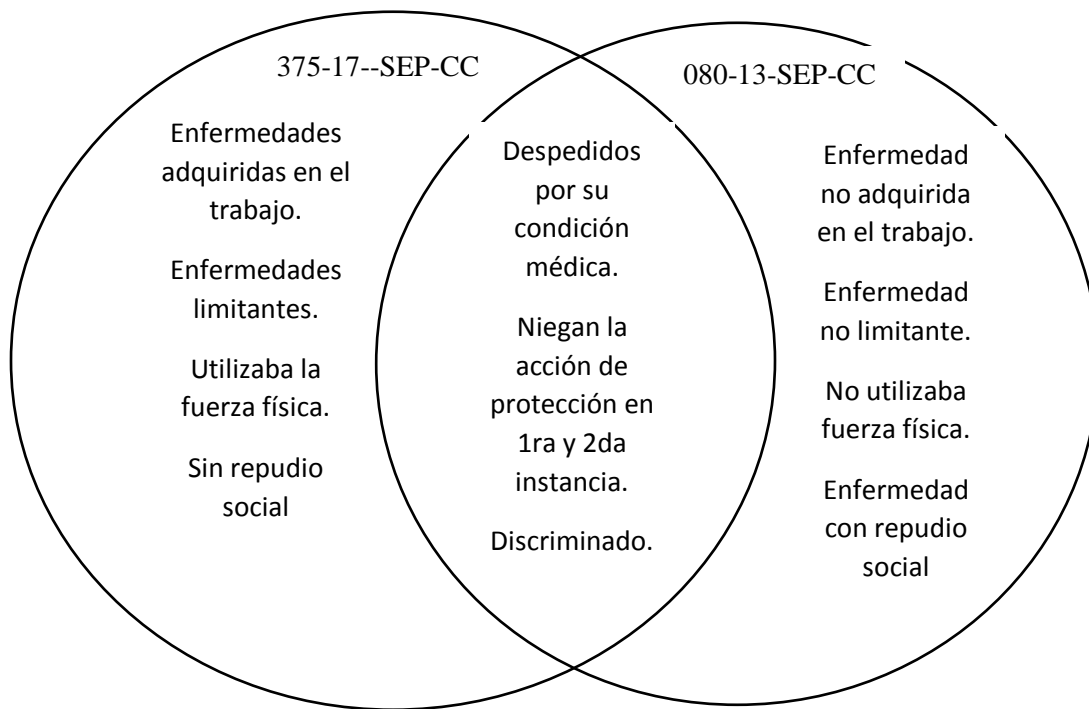 375-17--SEP-CC
Enfermedades
adquiridas en el
trabajo.
Enfermedades
limitantes.
Utilizaba la
fuerza física.
Sin repudio
social
Despedidos
por su
condición
médica.
Niegan la
acción de
protección en
1ra y 2da
instancia.
Discriminado.
080-13-SEP-CC
Enfermedad
no adquirida
en el trabajo.
Enfermedad
no limitante.
No utilizaba
fuerza física.
Enfermedad
con repudio
social